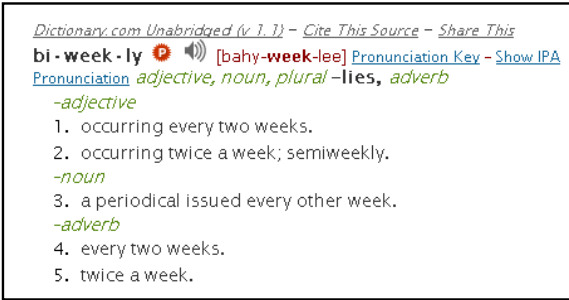 Dictionary.com Unabridged (v 1.1) – Cite This Source – Share This
bi·week·ly P [bahy-week-lee] Pronunciation Key – Show IPA
Pronunciation adjective, noun, plural –lies, adverb
–adjective
1. occurring every two weeks.
2. occurring twice a week; semiweekly.
–noun
3. a periodical issued every other week.
–adverb
4. every two weeks.
5. twice a week.